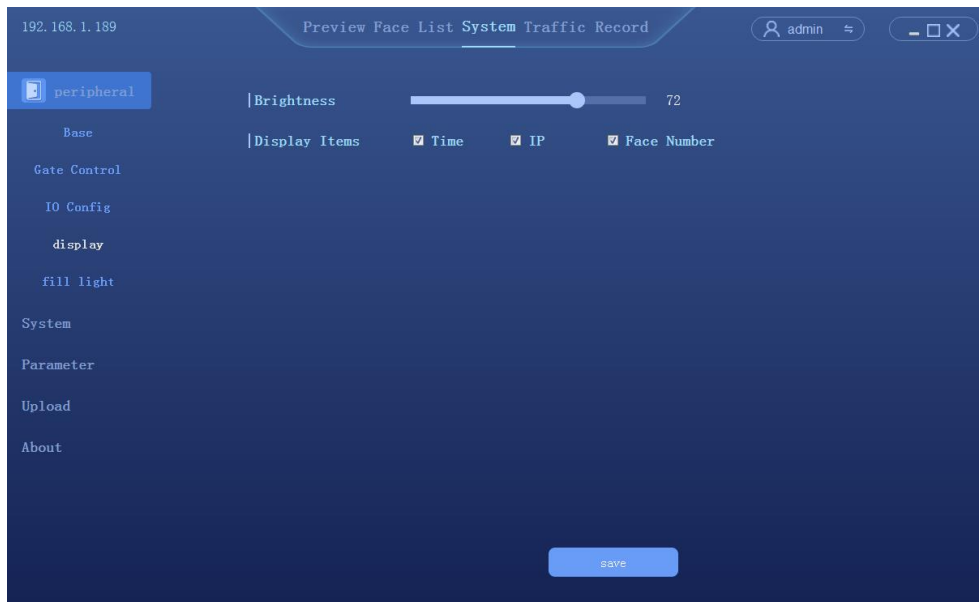 192.168.1.189
Preview Face List System Traffic Record
admin
peripheral
Base
Gate Control
IO Config
display
fill light
System
Parameter
Upload
About
Brightness 72
Display Items Time IP Face Number
save